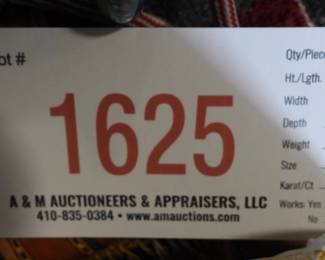 ot #
1625
A & M AUCTIONEERS & APPRAISERS, LLC
410-835-0384 • www.amauctions.com
Qty/Piec
Ht./Lgth.
Width
Depth
Weight
Size
Karat/Ct
Works: Yes
No